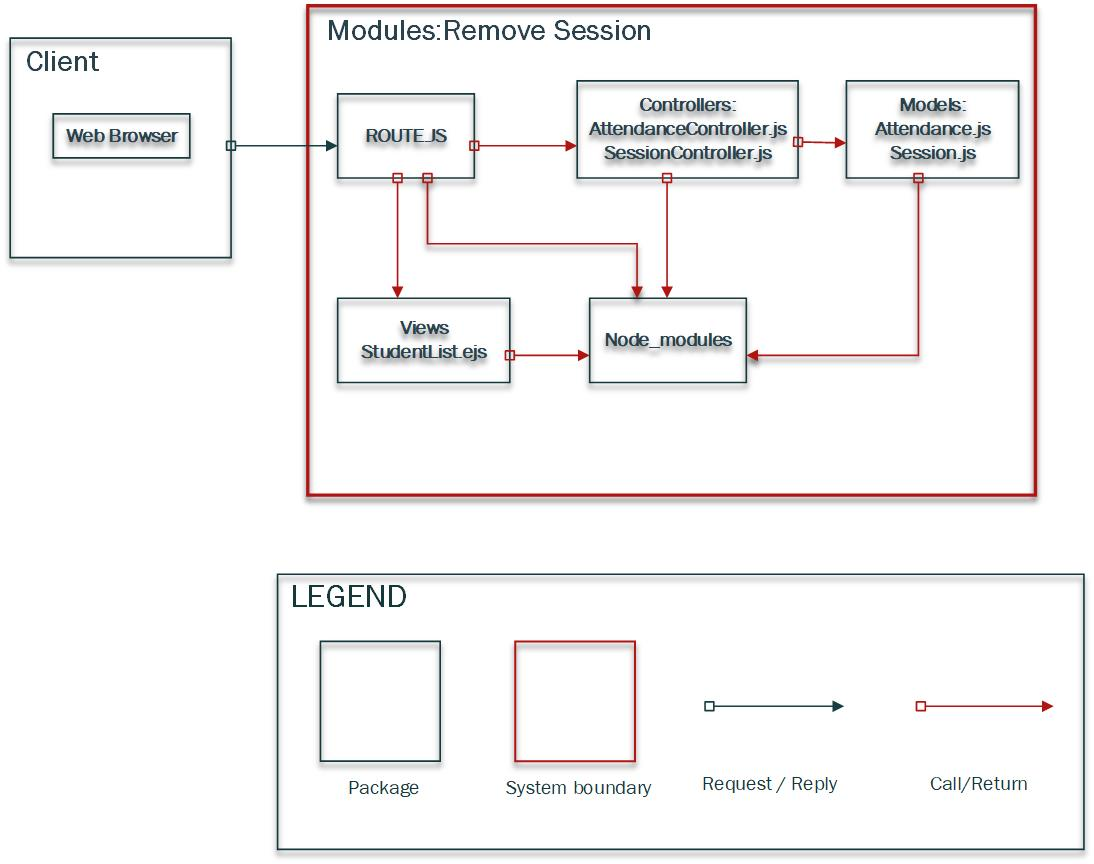 Modules:Remove Session
Client
Web Browser
ROUTE.JS
Controllers:
AttendanceController.js
SessionController.js
Models:
Attendance.js
Session.js
Views
StudentList.ejs
Node_modules
LEGEND
Package
System boundary
Request / Reply
Call/Return